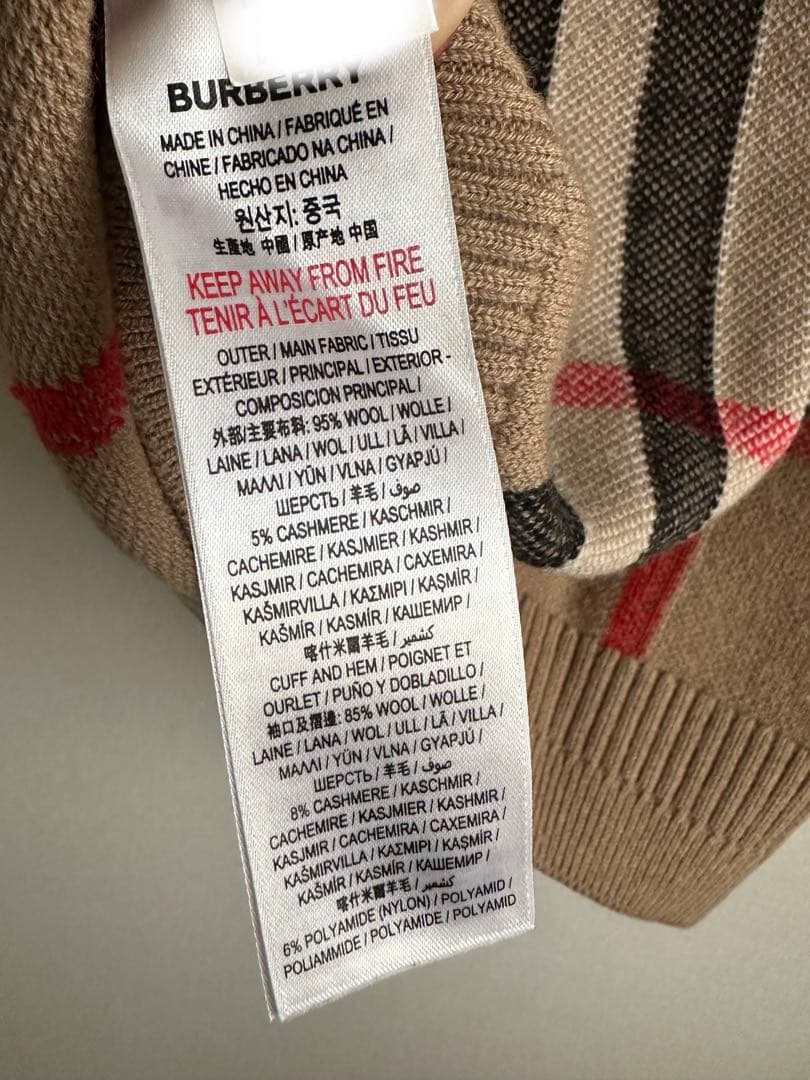 BURBERRY
MADE IN CHINA / FABRIQUÉ EN
CHINE / FABRICADO NA CHINA /
HECHO EN CHINA
원산지: 중국
生產地 中國 / 原产地 中国
KEEP AWAY FROM FIRE
TENIR À L'ÉCART DU FEU
OUTER / MAIN FABRIC / TISSU
EXTÉRIEUR / PRINCIPAL / EXTERIOR -
COMPOSICION PRINCIPAL /
外部/主要布料: 95% WOOL / WOLLE /
LAINE / LANA / WOL / ULL / LÃ / VILLA /
ΜΑΛΛΙ / YÜN / VLNA / GYAPJÚ /
ШЕРСТЬ / 羊毛 / صوف
5% CASHMERE / KASCHMIR /
CACHEMIRE / KASJMIER / KASHMIR /
KASJMIR / CACHEMIRA / CAXEMIRA /
KAŠMIRVILLA / ΚΑΣΜΙΡΙ / KAŞMİR /
KAŠMÍR / KASMÍR / КАШЕМИР /
喀什米爾羊毛 / كشمير
CUFF AND HEM / POIGNET ET
OURLET / PUÑO Y DOBLADILLO /
袖口及摺邊: 85% WOOL / WOLLE /
LAINE / LANA / WOL / ULL / LÃ / VILLA /
ΜΑΛΛΙ / YÜN / VLNA / GYAPJÚ /
ШЕРСТЬ / 羊毛 / صوف
8% CASHMERE / KASCHMIR /
CACHEMIRE / KASJMIER / KASHMIR /
KASJMIR / CACHEMIRA / CAXEMIRA /
KAŠMIRVILLA / ΚΑΣΜΙΡΙ / KAŞMİR /
KAŠMÍR / KASMÍR / КАШЕМИР /
喀什米爾羊毛 / كشمير
6% POLYAMIDE (NYLON) / POLYAMID /
POLIAMMIDE / POLYAMIDE / POLYAMID